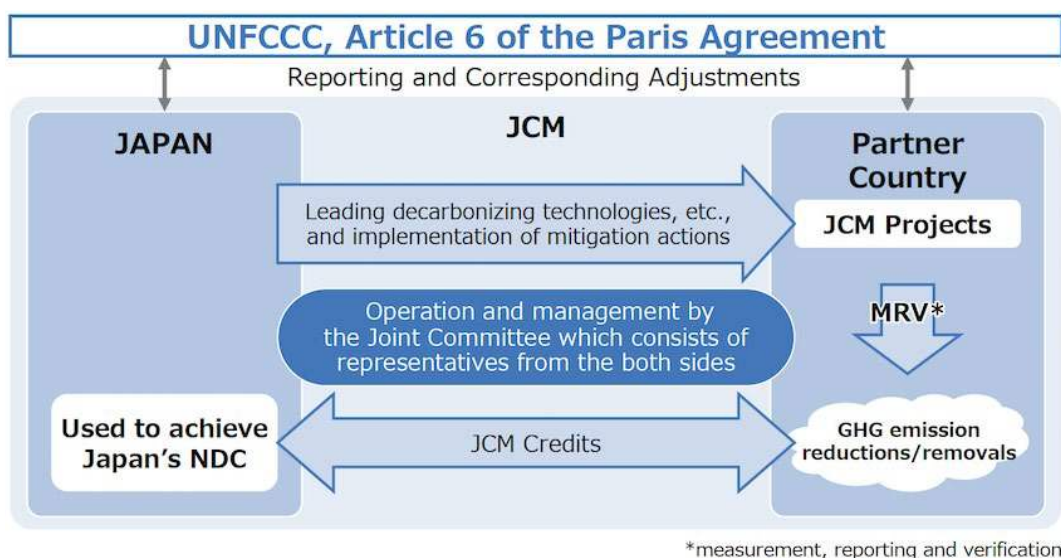 UNFCCC, Article 6 of the Paris Agreement
Reporting and Corresponding Adjustments
JCM
JAPAN
Partner
Country
Leading decarbonizing technologies, etc.,
and implementation of mitigation actions
JCM Projects
Operation and management by
the Joint Committee which consists of
representatives from the both sides
MRV*
Used to achieve
Japan's NDC
JCM Credits
GHG emission
reductions/removals
*measurement, reporting and verification